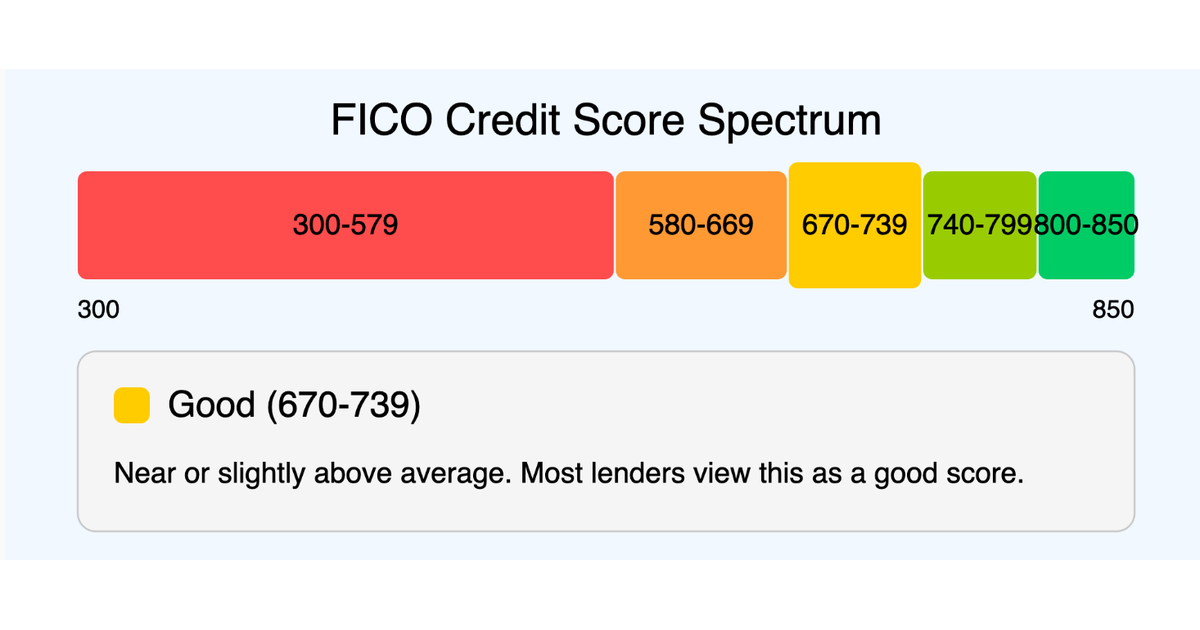 FICO Credit Score Spectrum
300-579 580-669 670-739 740-799 800-850
300 850
Good (670-739)
Near or slightly above average. Most lenders view this as a good score.